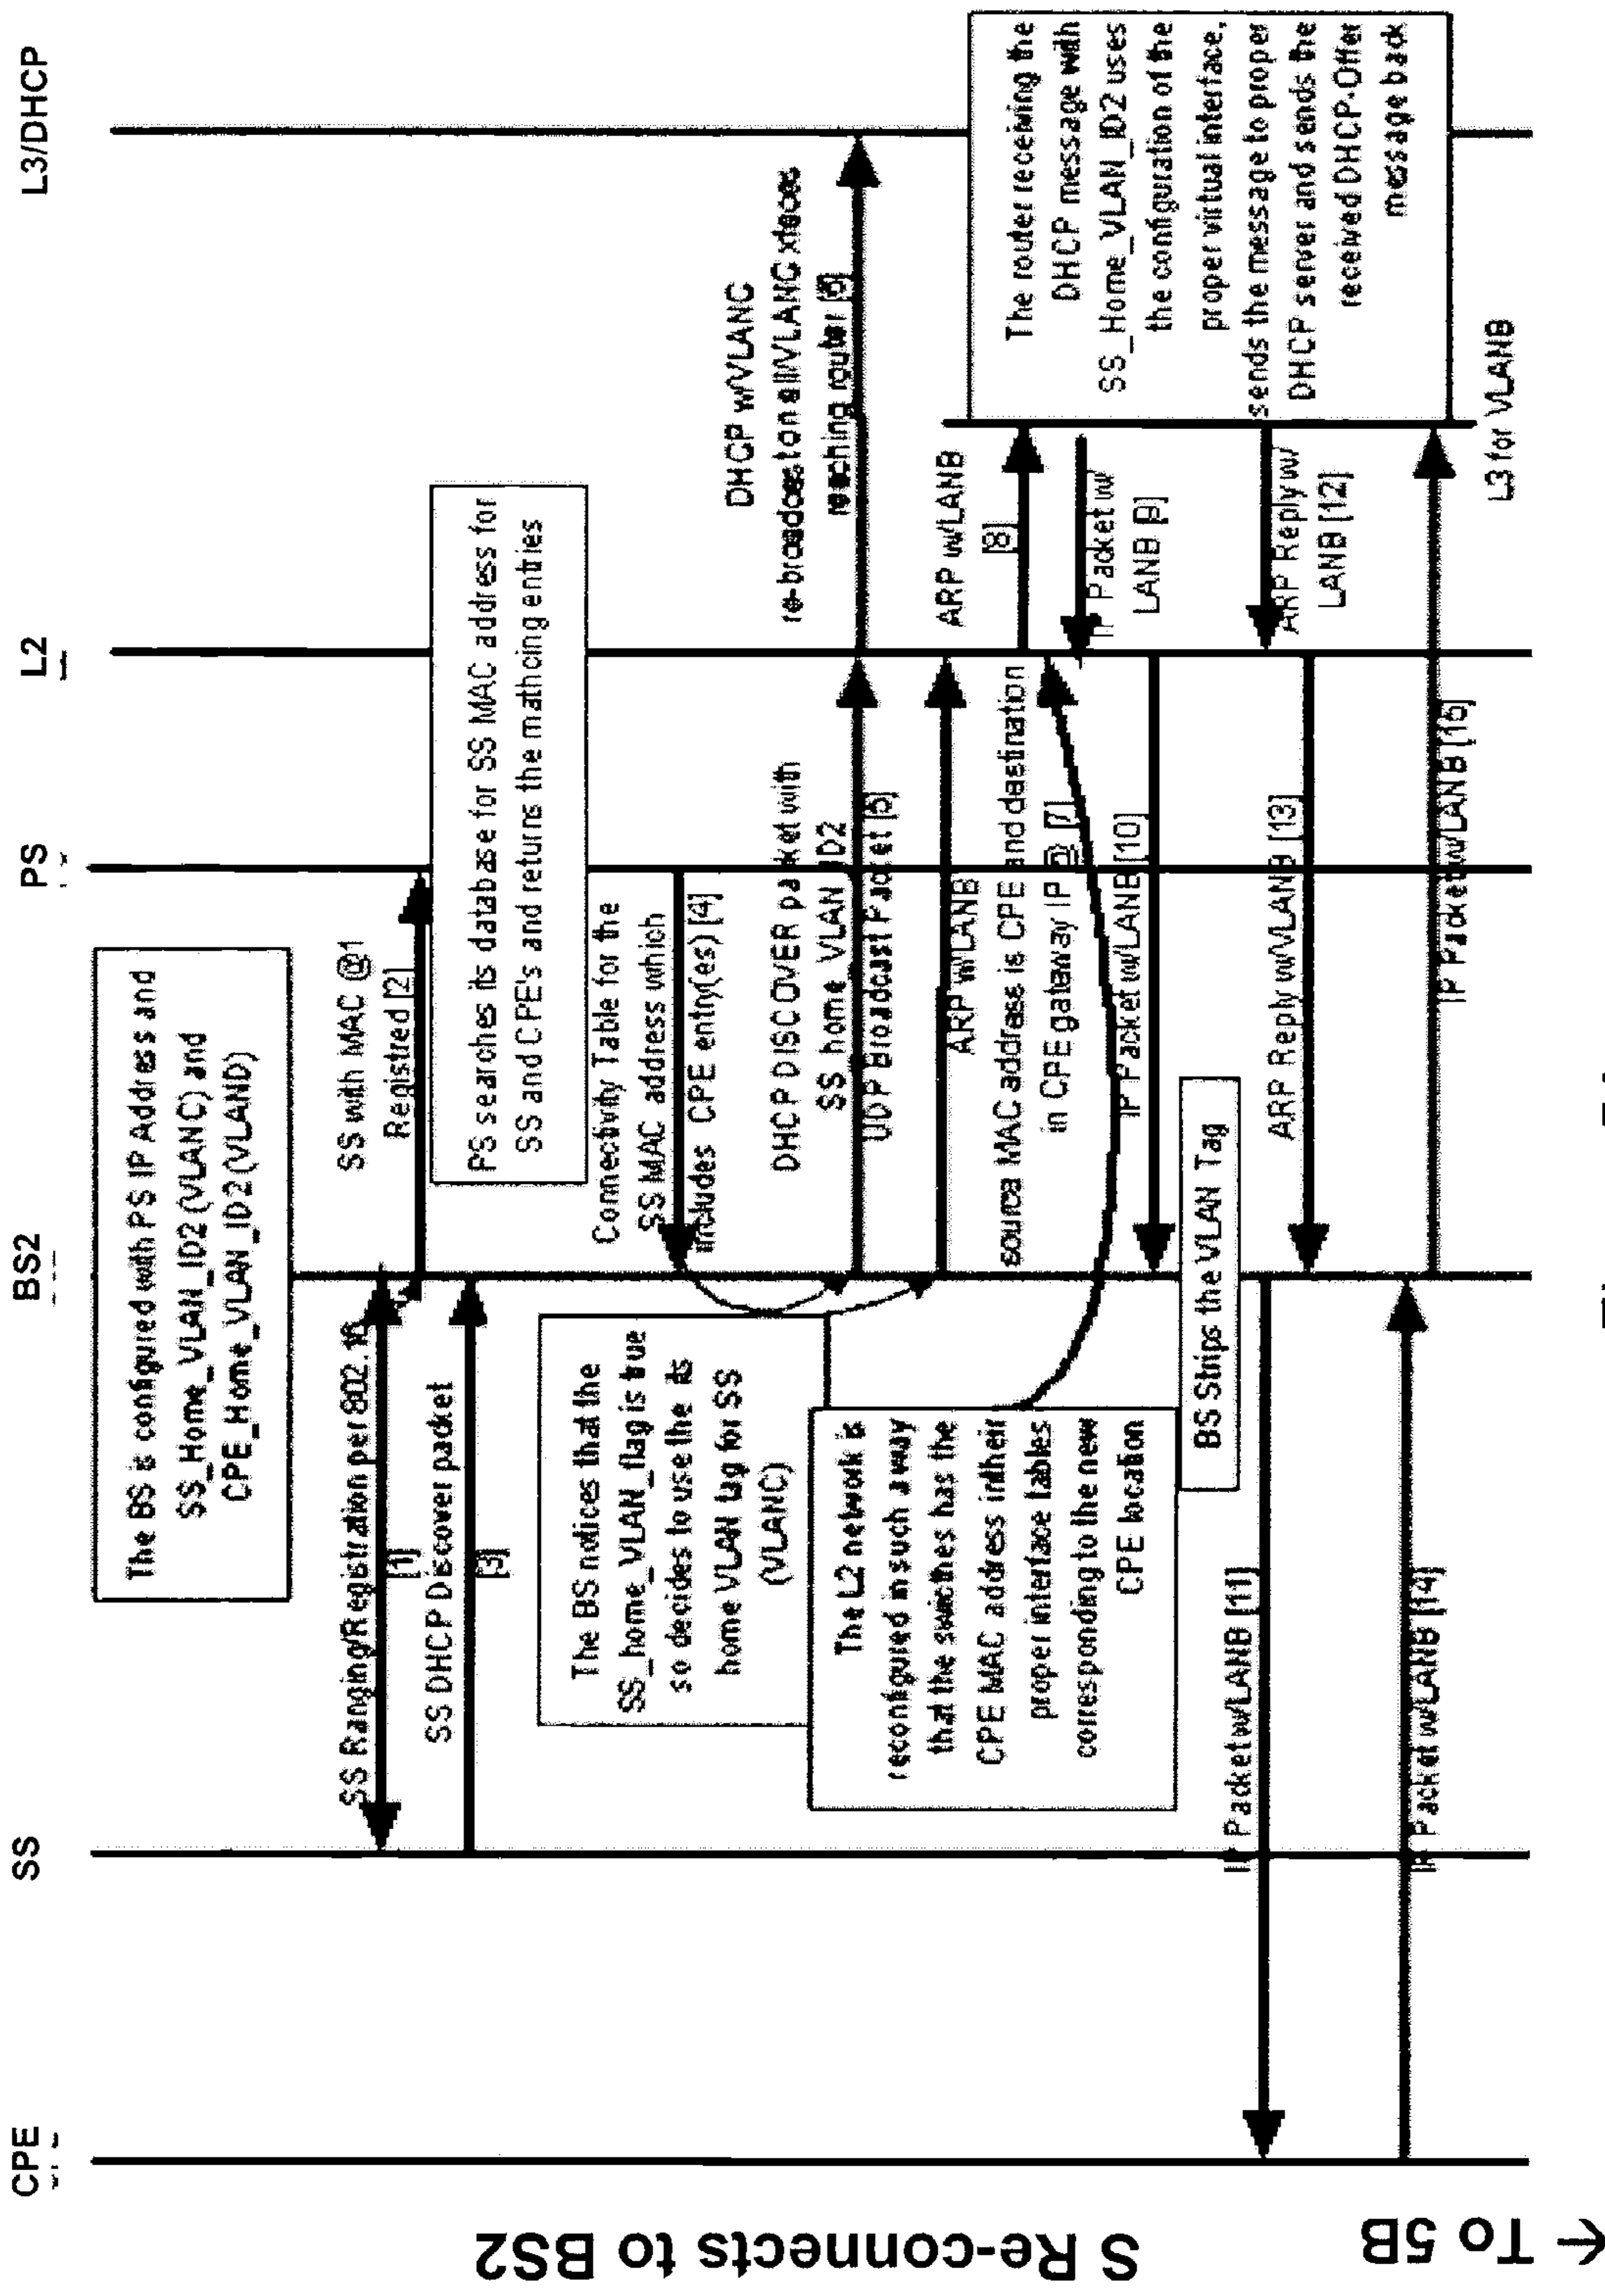 CPE
SS
BS2
PS
L2
L3/DHCP
The BS is configured with PS IP Address and
SS_Home_VLAN_ID2 (VLANC) and
CPE_Home_VLAN_ID2 (VLAND)
SS Ranging/Registration per 802.16
[1]
SS with MAC @1
Registred [2]
SS DHCP Discover packet
[3]
PS searches its database for SS MAC address for
SS and CPE's and returns the mathcing entries
Connectivity Table for the
SS MAC address which
includes CPE entry(es) [4]
The BS notices that the
SS_home_VLAN_flag is true
so decides to use the its
home VLAN tag for SS
(VLANC)
DHCP DISCOVER packet with
SS home VLAN ID2
UDP Broadcast Packet [5]
DHCP w/VLANC
re-broadcast on all VLANC xfaces
reaching router [6]
The L2 network is
reconfigured in such a way
that the swicthes has the
CPE MAC address in their
proper interface tables
corresponding to the new
CPE location
ARP w/VLANB
source MAC address is CPE and destination
in CPE gateway IP @ [7]
ARP w/VLANB
[8]
IP Packet w/
LANB [9]
The router receiving the
DHCP message with
SS_Home_VLAN_ID2 uses
the configuration of the
proper virtual interface,
sends the message to proper
DHCP server and sends the
received DHCP-Offer
message back
IP Packet w/LANB [10]
BS Strips the VLAN Tag
IP Packet w/LANB [11]
ARP Reply w/
LANB [12]
ARP Reply w/VLANB [13]
IP Packet w/LANB [14]
IP Packet w/LANB [15]
L3 for VLANB
S Re-connects to BS2
← To 5B